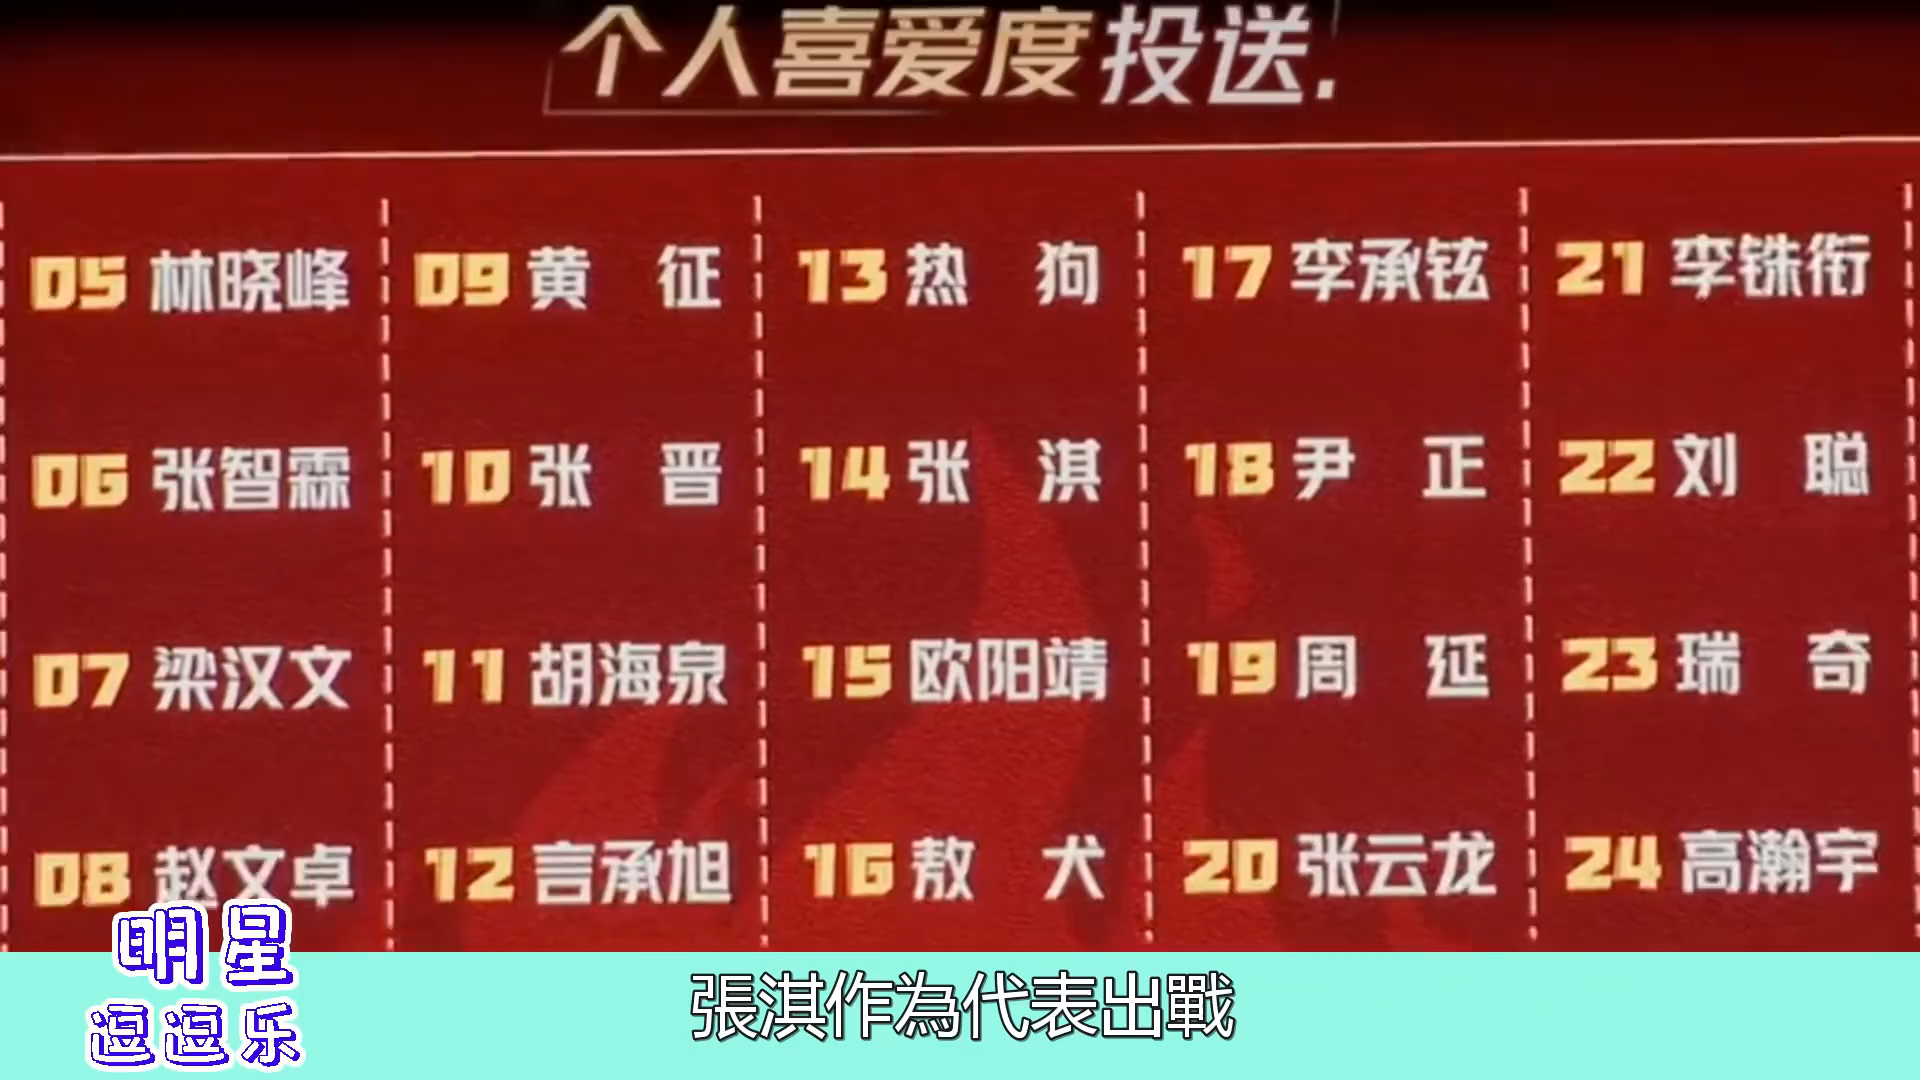 个人喜爱度投送.
05 林晓峰 09 黄征 13 热狗 17 李承铉 21 李铢衔
06 张智霖 10 张晋 14 张淇 18 尹正 22 刘聪
07 梁汉文 11 胡海泉 15 欧阳靖 19 周延 23 瑞奇
08 赵文卓 12 言承旭 16 敖犬 20 张云龙 24 高瀚宇
明星
逗逗乐
張淇作為代表出戰